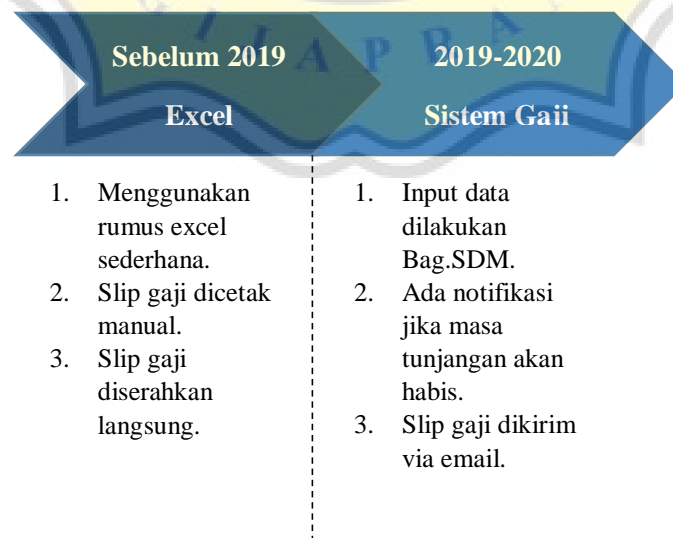 GILAPRAA
Sebelum 2019
Excel
2019-2020
Sistem Gaii
1. Menggunakan
rumus excel
sederhana.
2. Slip gaji dicetak
manual.
3. Slip gaji
diserahkan
langsung.
1. Input data
dilakukan
Bag.SDM.
2. Ada notifikasi
jika masa
tunjangan akan
habis.
3. Slip gaji dikirim
via email.